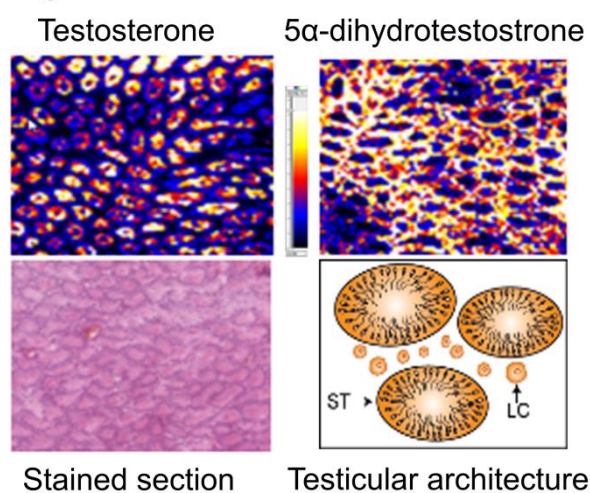 Testosterone
5α-dihydrotestostrone
ST
LC
Stained section
Testicular architecture